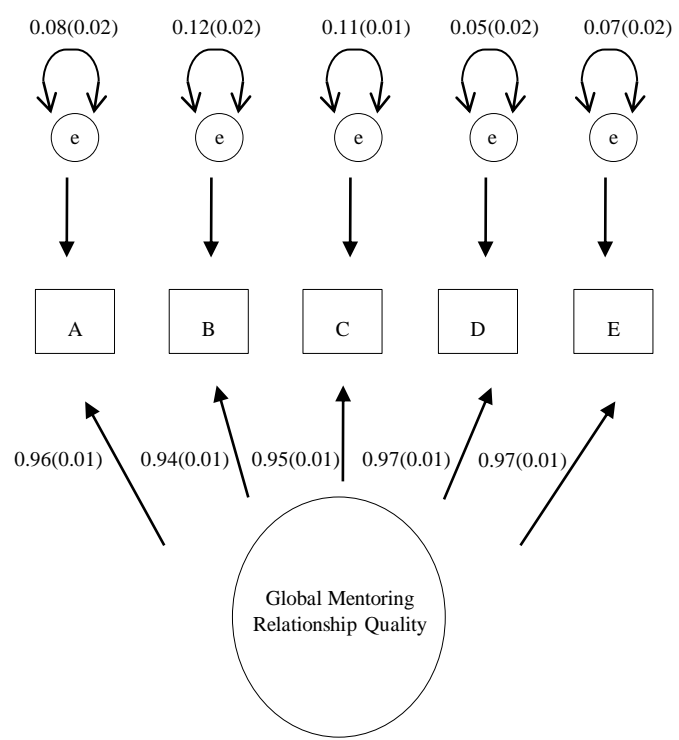 0.08(0.02) 0.12(0.02) 0.11(0.01) 0.05(0.02) 0.07(0.02)
e e e e e
A B C D E
0.96(0.01) 0.94(0.01) 0.95(0.01) 0.97(0.01) 0.97(0.01)
Global Mentoring
Relationship Quality